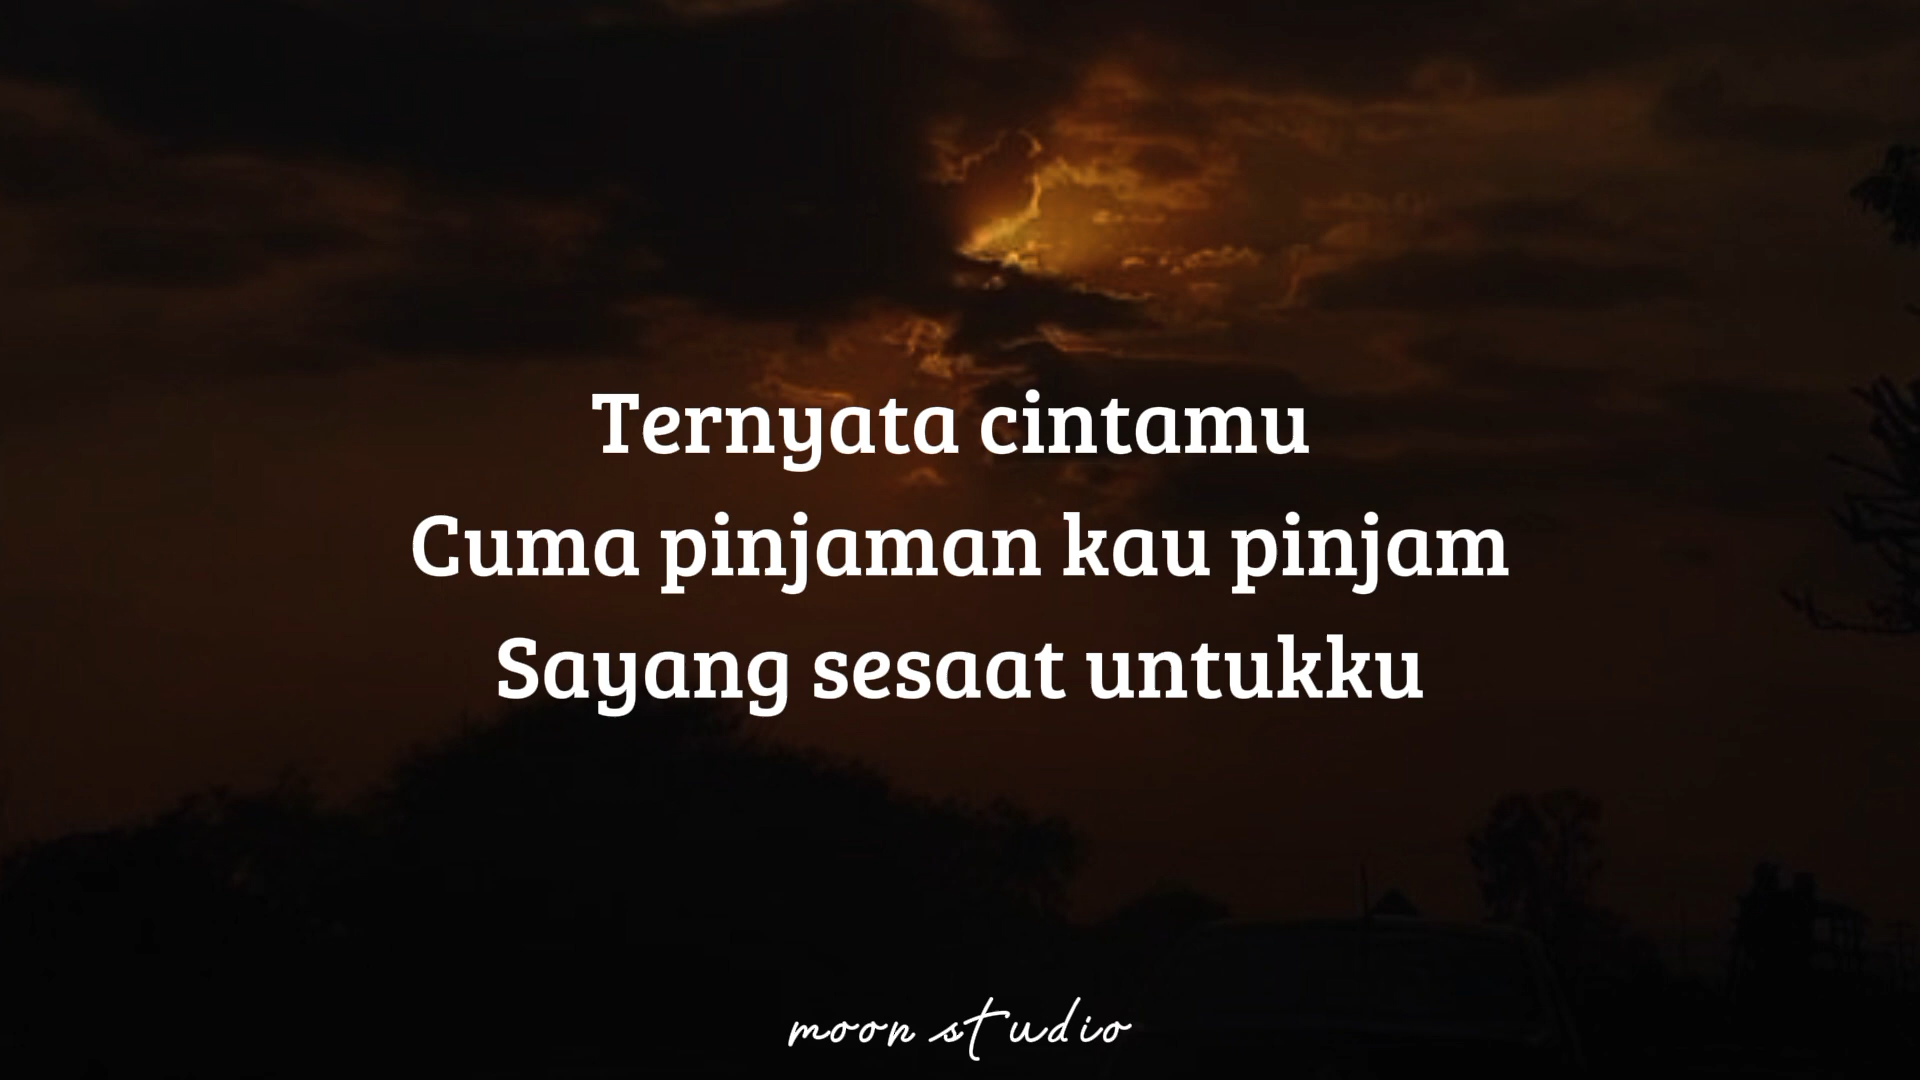 Ternyata cintamu
Cuma pinjaman kau pinjam
Sayang sesaat untukku
moon studio